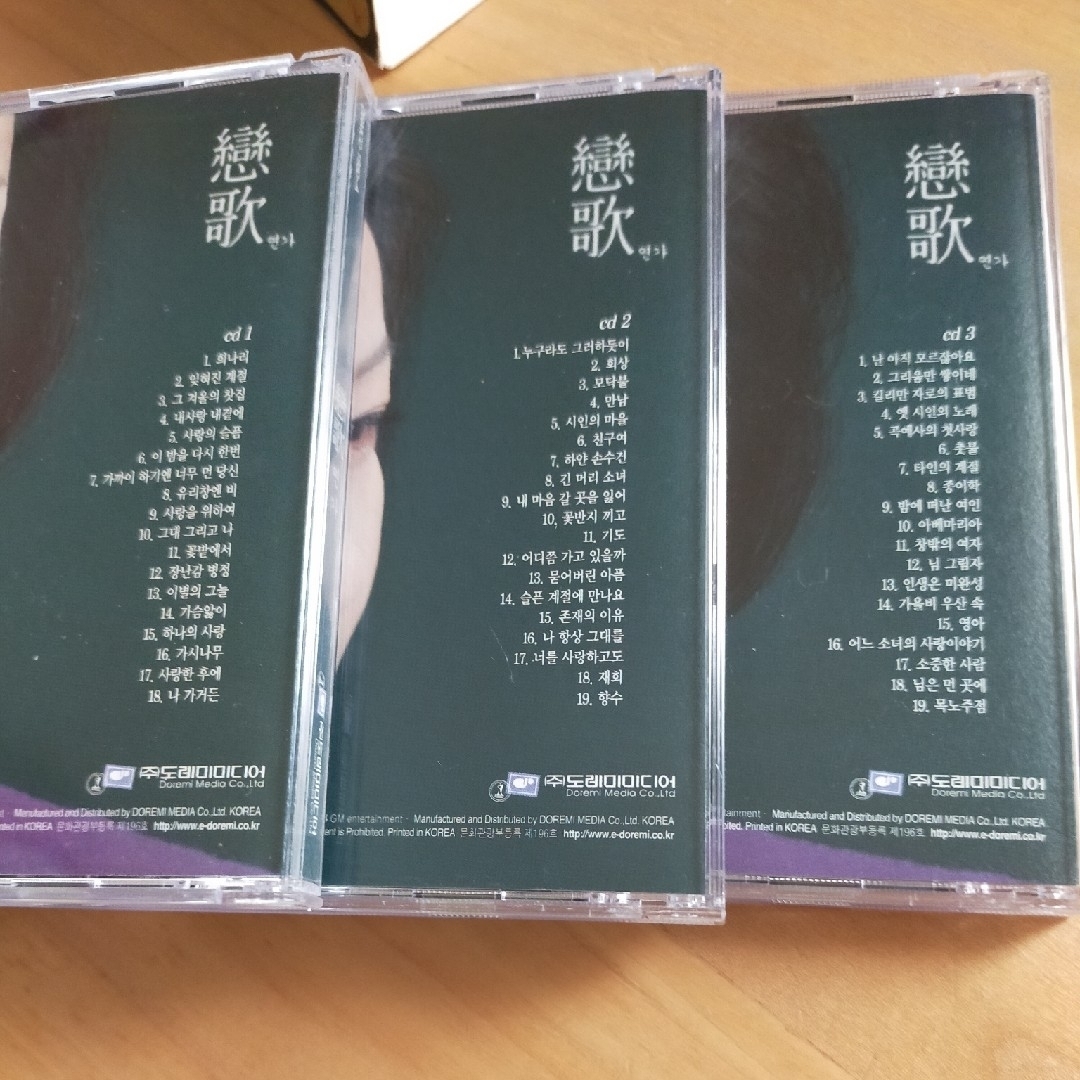 戀
歌 연가
cd 1
1. 희나리
2. 잊혀진 계절
3. 그 겨울의 찻집
4. 내사랑 내곁에
5. 사랑의 슬픔
6. 이 밤을 다시 한번
7. 가까이 하기엔 너무 먼 당신
8. 유리창엔 비
9. 사랑을 위하여
10. 그대 그리고 나
11. 꽃밭에서
12. 장난감 병정
13. 이별의 그늘
14. 가슴앓이
15. 하나의 사랑
16. 가시나무
17. 사랑한 후에
18. 나 가거든
㈜도레미미디어
Doremi Media Co.,Ltd
Manufactured and Distributed by DOREMI MEDIA Co.,Ltd. KOREA
in KOREA 문화관광부등록 제196호 http://www.e-doremi.co.kr
戀
歌 연가
cd 2
1. 누구라도 그러하듯이
2. 회상
3. 모닥불
4. 만남
5. 시인의 마을
6. 친구여
7. 하얀 손수건
8. 긴 머리 소녀
9. 내 마음 갈 곳을 잃어
10. 꽃반지 끼고
11. 기도
12. 어디쯤 가고 있을까
13. 묻어버린 아픔
14. 슬픈 계절에 만나요
15. 존재의 이유
16. 나 항상 그대를
17. 너를 사랑하고도
18. 재회
19. 향수
㈜도레미미디어
Doremi Media Co.,Ltd
GM entertainment · Manufactured and Distributed by DOREMI MEDIA Co.,Ltd. KOREA
is Prohibited. Printed in KOREA 문화관광부등록 제196호 http://www.e-doremi.co.kr
戀
歌 연가
cd 3
1. 난 아직 모르잖아요
2. 그리움만 쌓이네
3. 킬리만 자로의 표범
4. 옛 시인의 노래
5. 목예사의 첫사랑
6. 촛불
7. 타인의 계절
8. 종이학
9. 밤에 떠난 여인
10. 아베마리아
11. 창밖의 여자
12. 님 그림자
13. 인생은 미완성
14. 가을비 우산 속
15. 영아
16. 어느 소녀의 사랑이야기
17. 소중한 사람
18. 님은 먼 곳에
19. 목노주점
㈜도레미미디어
Doremi Media Co.,Ltd
Manufactured and Distributed by DOREMI MEDIA Co.,Ltd. KOREA
Prohibited. Printed in KOREA 문화관광부등록 제196호 http://www.e-doremi.co.kr